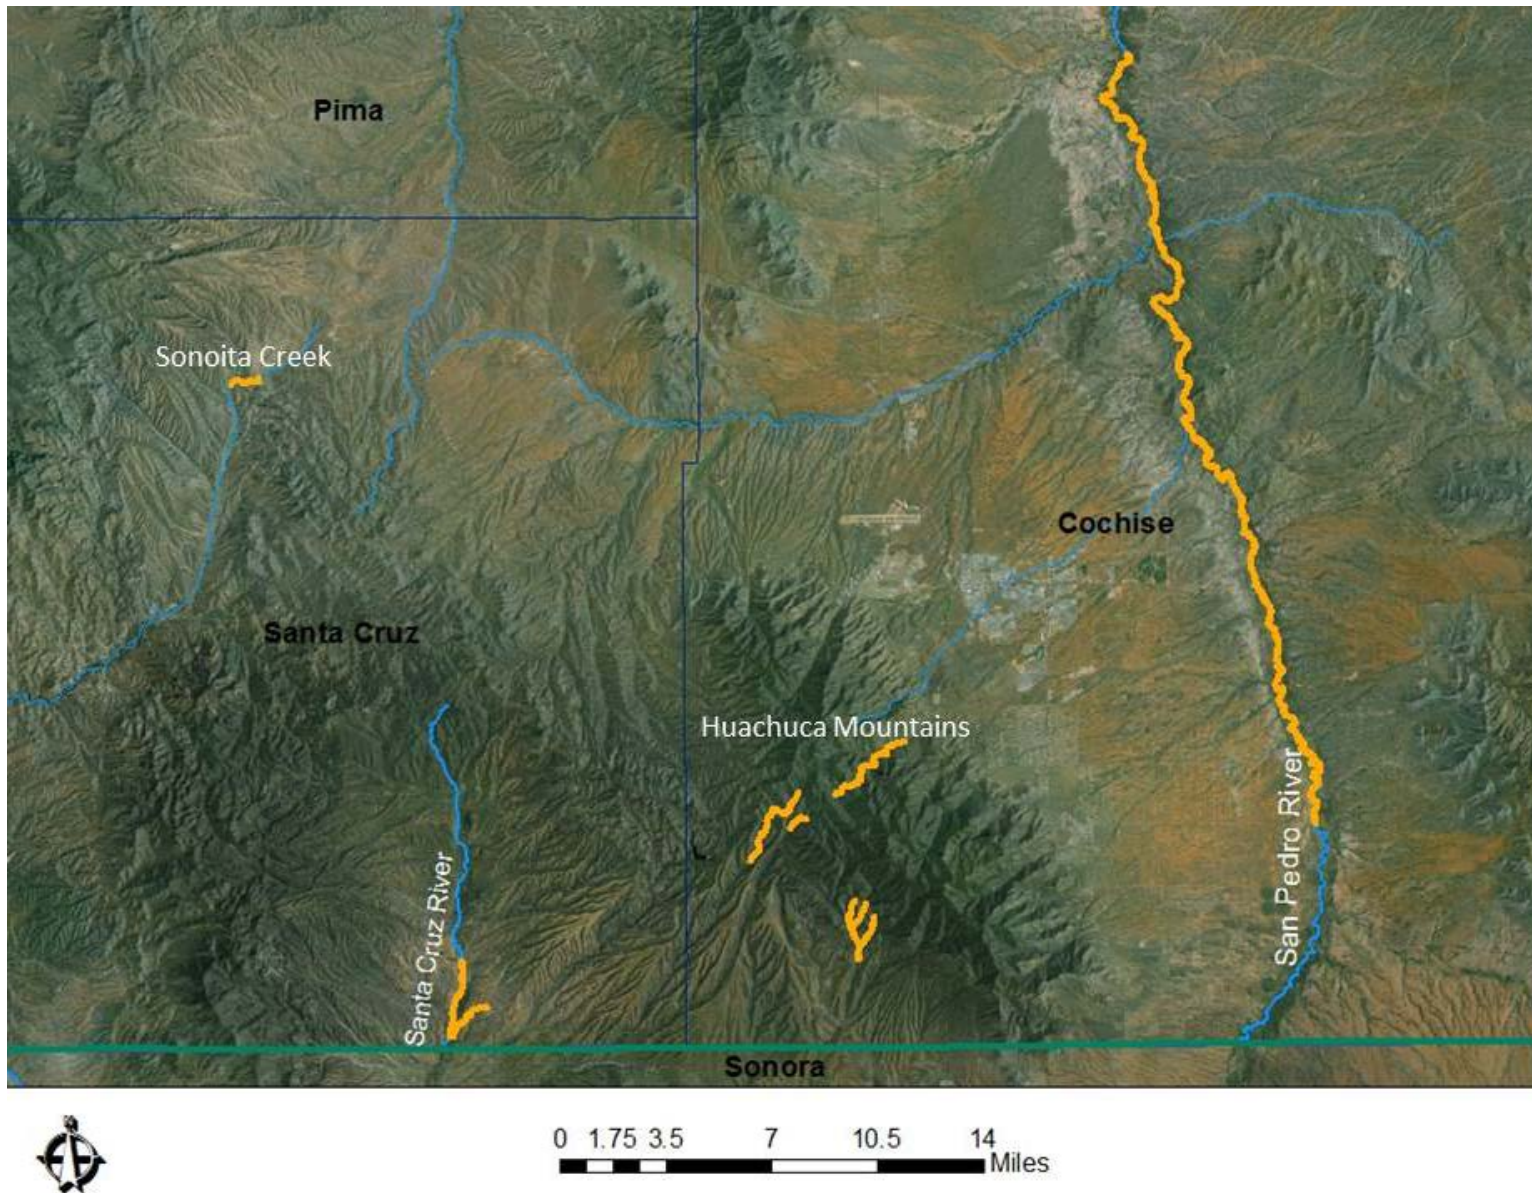 Pima
Sonoita Creek
Cochise
Santa Cruz
Huachuca Mountains
San Pedro River
Santa Cruz River
Sonora
0 1.75 3.5 7 10.5 14
Miles